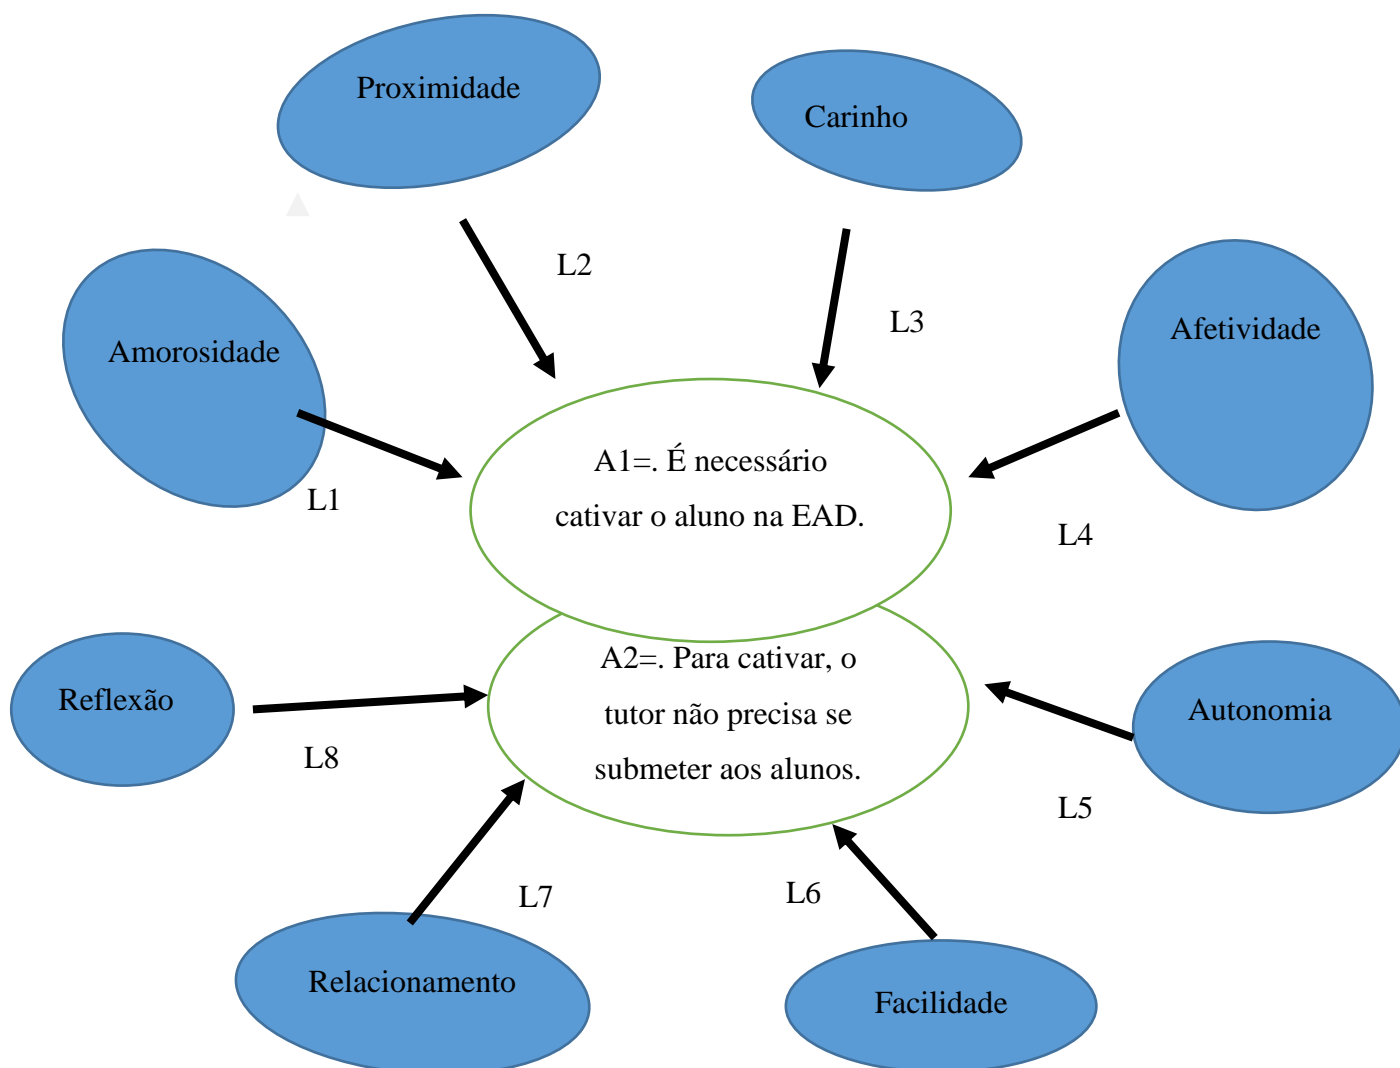 Proximidade
Carinho
L2
L3
Amorosidade
Afetividade
A1=. É necessário
cativar o aluno na EAD.
L1
L4
A2=. Para cativar, o
tutor não precisa se
submeter aos alunos.
Reflexão
Autonomia
L8
L5
L7
L6
Relacionamento
Facilidade